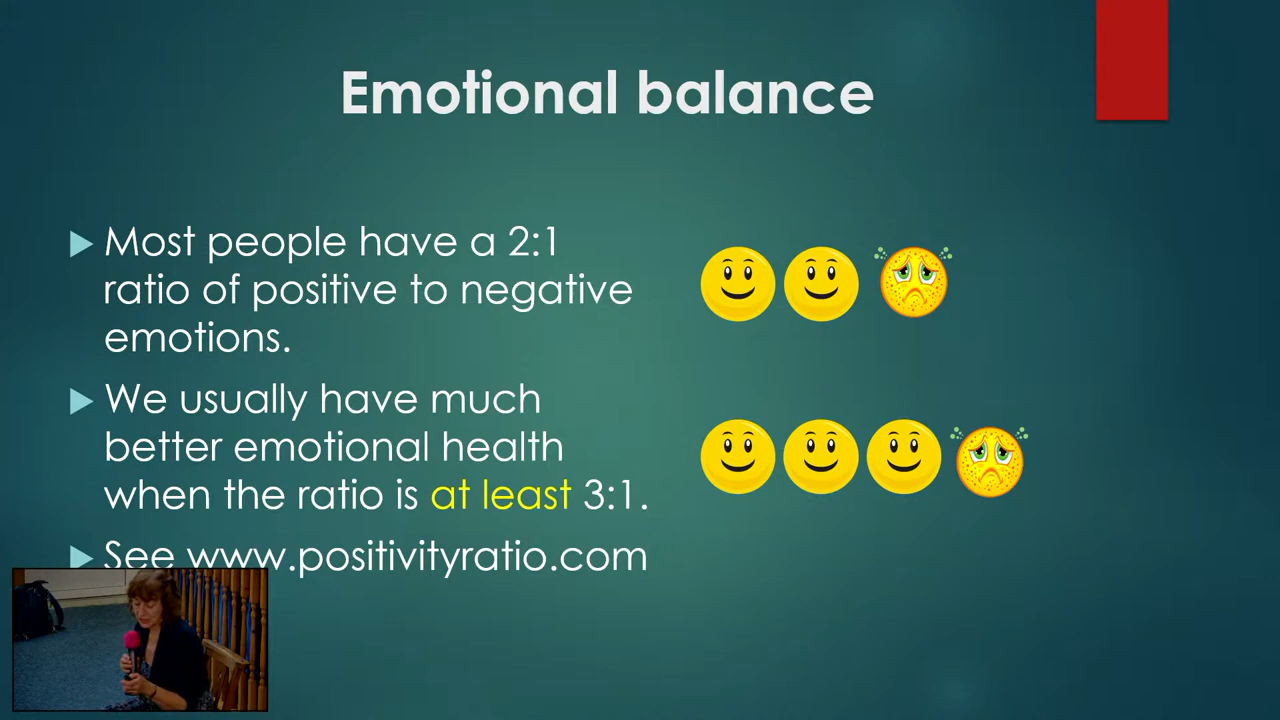 Emotional balance
Most people have a 2:1
ratio of positive to negative
emotions.
We usually have much
better emotional health
when the ratio is at least 3:1.
See www.positivityratio.com